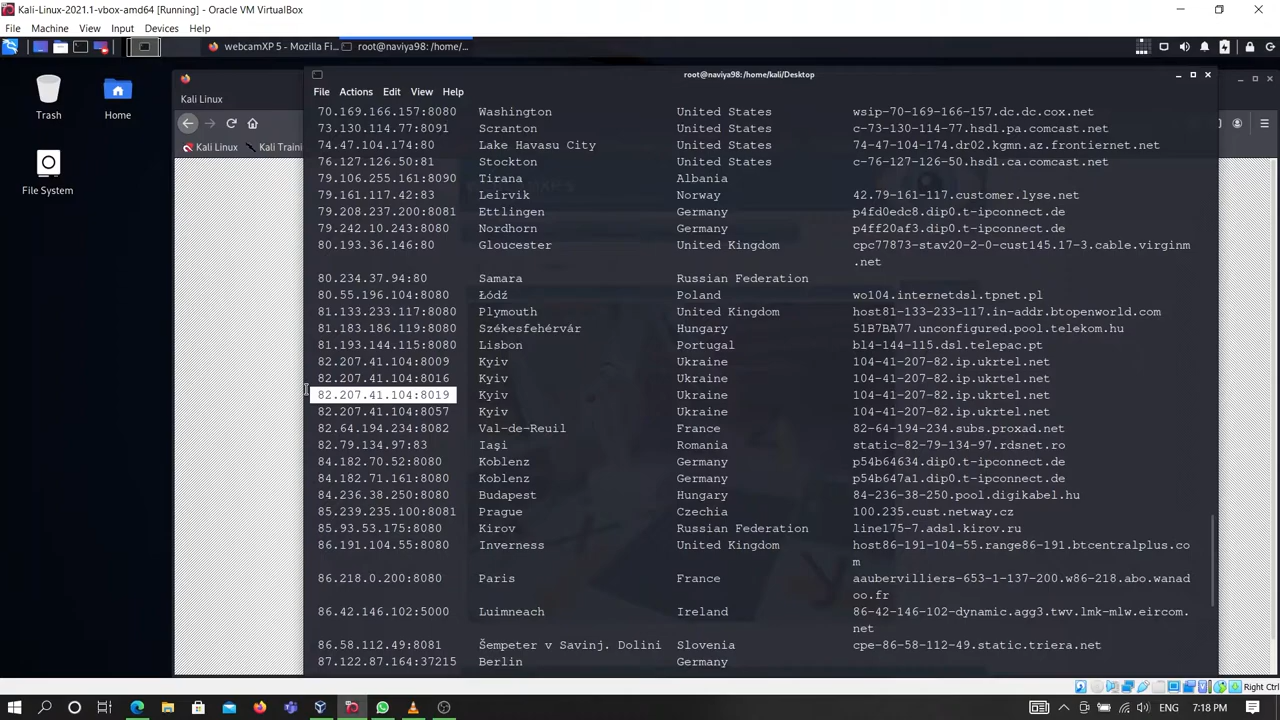 Kali-Linux-2021.1-vbox-amd64 [Running] - Oracle VM VirtualBox
File Machine View Input Devices Help
webcamXP 5 - Mozilla Fi...
root@naviya98: /home/...
root@naviya98:/home/kali/Desktop
Trash
Home
File System
Kali Linux
Kali Linux
Kali Traini
File Actions Edit View Help
70.169.166.157:8080 Washington United States wsip-70-169-166-157.dc.dc.cox.net
73.130.114.77:8091 Scranton United States c-73-130-114-77.hsd1.pa.comcast.net
74.47.104.174:80 Lake Havasu City United States 74-47-104-174.dr02.kgmn.az.frontiernet.net
76.127.126.50:81 Stockton United States c-76-127-126-50.hsd1.ca.comcast.net
79.106.255.161:8090 Tirana Albania
79.161.117.42:83 Leirvik Norway 42.79-161-117.customer.lyse.net
79.208.237.200:8081 Ettlingen Germany p4fd0edc8.dip0.t-ipconnect.de
79.242.10.243:8080 Nordhorn Germany p4ff20af3.dip0.t-ipconnect.de
80.193.36.146:80 Gloucester United Kingdom cpc77873-stav20-2-0-cust145.17-3.cable.virginm
.net
80.234.37.94:80 Samara Russian Federation
80.55.196.104:8080 Łódź Poland wo104.internetdsl.tpnet.pl
81.133.233.117:8080 Plymouth United Kingdom host81-133-233-117.in-addr.btopenworld.com
81.183.186.119:8080 Székesfehérvár Hungary 51B7BA77.unconfigured.pool.telekom.hu
81.193.144.115:8080 Lisbon Portugal bl4-144-115.dsl.telepac.pt
82.207.41.104:8009 Kyiv Ukraine 104-41-207-82.ip.ukrtel.net
82.207.41.104:8016 Kyiv Ukraine 104-41-207-82.ip.ukrtel.net
82.207.41.104:8019 Kyiv Ukraine 104-41-207-82.ip.ukrtel.net
82.207.41.104:8057 Kyiv Ukraine 104-41-207-82.ip.ukrtel.net
82.64.194.234:8082 Val-de-Reuil France 82-64-194-234.subs.proxad.net
82.79.134.97:83 Iaşi Romania static-82-79-134-97.rdsnet.ro
84.182.70.52:8080 Koblenz Germany p54b64634.dip0.t-ipconnect.de
84.182.71.161:8080 Koblenz Germany p54b647a1.dip0.t-ipconnect.de
84.236.38.250:8080 Budapest Hungary 84-236-38-250.pool.digikabel.hu
85.239.235.100:8081 Prague Czechia 100.235.cust.netway.cz
85.93.53.175:8080 Kirov Russian Federation line175-7.adsl.kirov.ru
86.191.104.55:8080 Inverness United Kingdom host86-191-104-55.range86-191.btcentralplus.co
m
86.218.0.200:8080 Paris France aaubervilliers-653-1-137-200.w86-218.abo.wanad
oo.fr
86.42.146.102:5000 Luimneach Ireland 86-42-146-102-dynamic.agg3.twv.lmk-mlw.eircom.
net
86.58.112.49:8081 Šempeter v Savinj. Dolini Slovenia cpe-86-58-112-49.static.triera.net
87.122.87.164:37215 Berlin Germany
Right Ctrl
ENG 7:18 PM